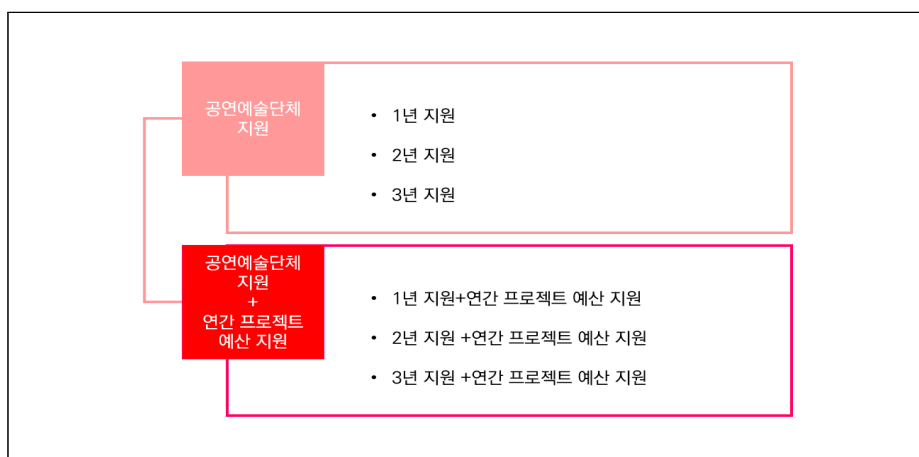 공연예술단체
지원
• 1년 지원
• 2년 지원
• 3년 지원
공연예술단체
지원
+
연간 프로젝트
예산 지원
• 1년 지원+연간 프로젝트 예산 지원
• 2년 지원 +연간 프로젝트 예산 지원
• 3년 지원 +연간 프로젝트 예산 지원